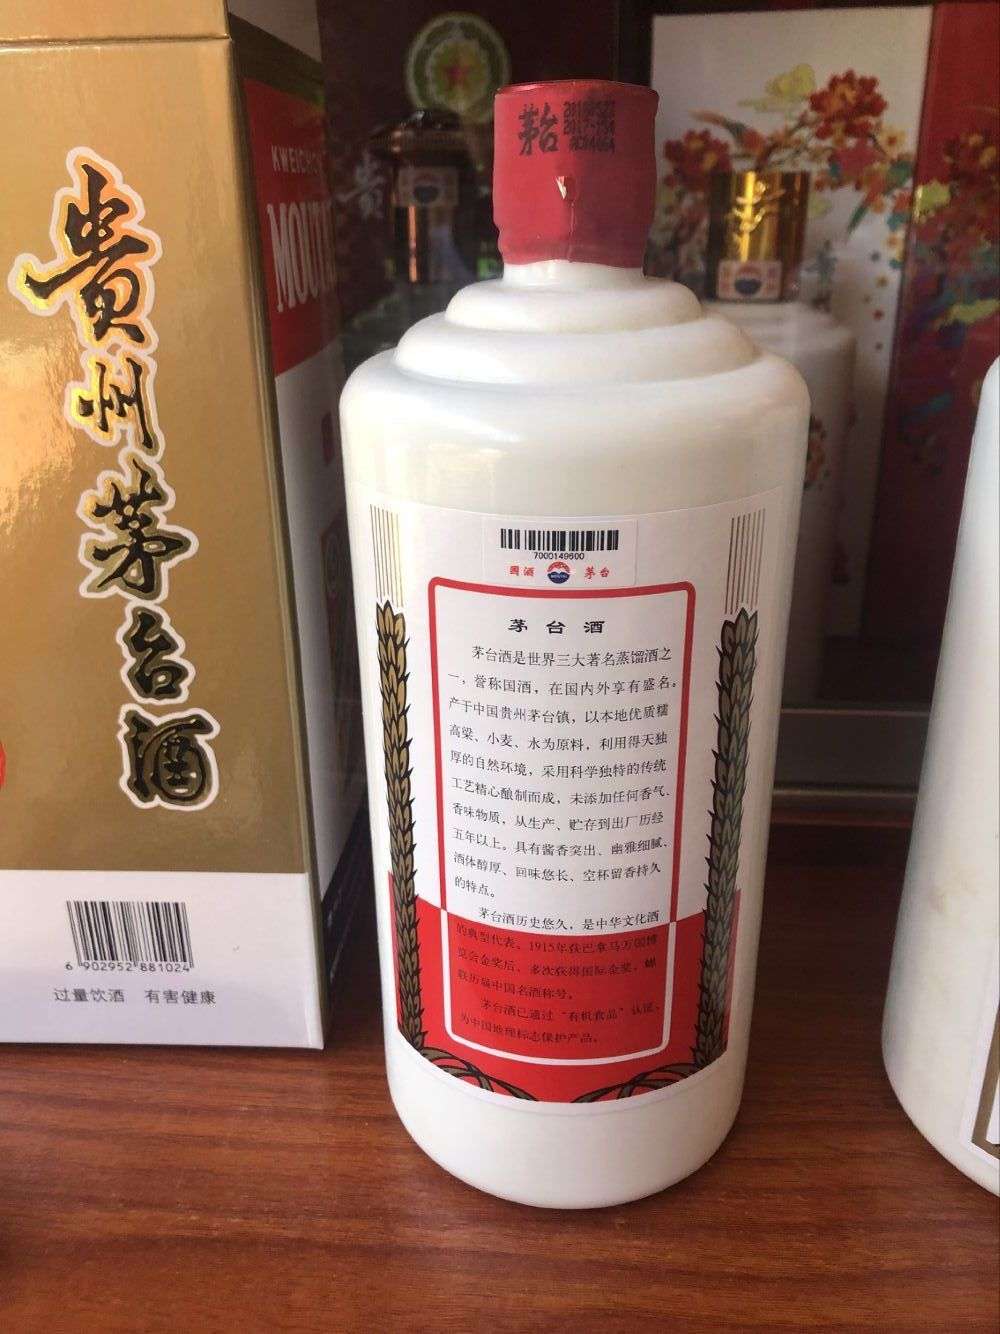 贵州茅台酒
KWEICHOW
MOUTAI
6 902952 881024
过量饮酒 有害健康
茅台
7000149600
国酒 茅台
茅台酒
茅台酒是世界三大著名蒸馏酒之
一，誉称国酒，在国内外享有盛名。
产于中国贵州茅台镇，以本地优质糯
高粱、小麦、水为原料，利用得天独
厚的自然环境，采用科学独特的传统
工艺精心酿制而成，未添加任何香气、
香味物质，从生产、贮存到出厂历经
五年以上。具有酱香突出、幽雅细腻、
酒体醇厚、回味悠长、空杯留香持久
的特点。
茅台酒历史悠久，是中华文化酒
的典型代表。1915年获巴拿马万国博
览会金奖后，多次获得国际金奖，蝉
联历届中国名酒称号。
茅台酒已通过“有机食品”认证、
为中国地理标志保护产品。